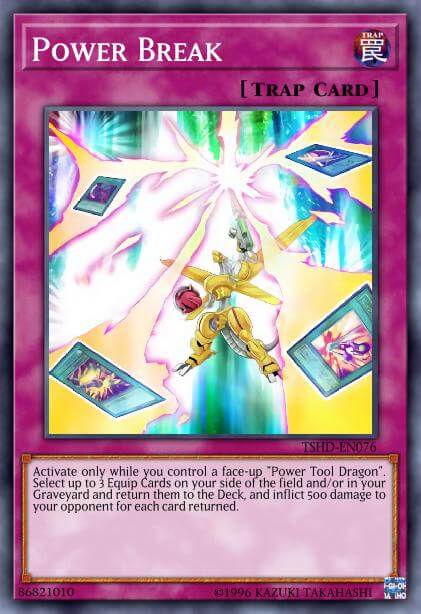 POWER BREAK
TRAP
罠
[TRAP CARD]
TSHD-EN076
Activate only while you control a face-up "Power Tool Dragon".
Select up to 3 Equip Cards on your side of the field and/or in your
Graveyard and return them to the Deck, and inflict 500 damage to
your opponent for each card returned.
86821010
©1996 KAZUKI TAKAHASHI